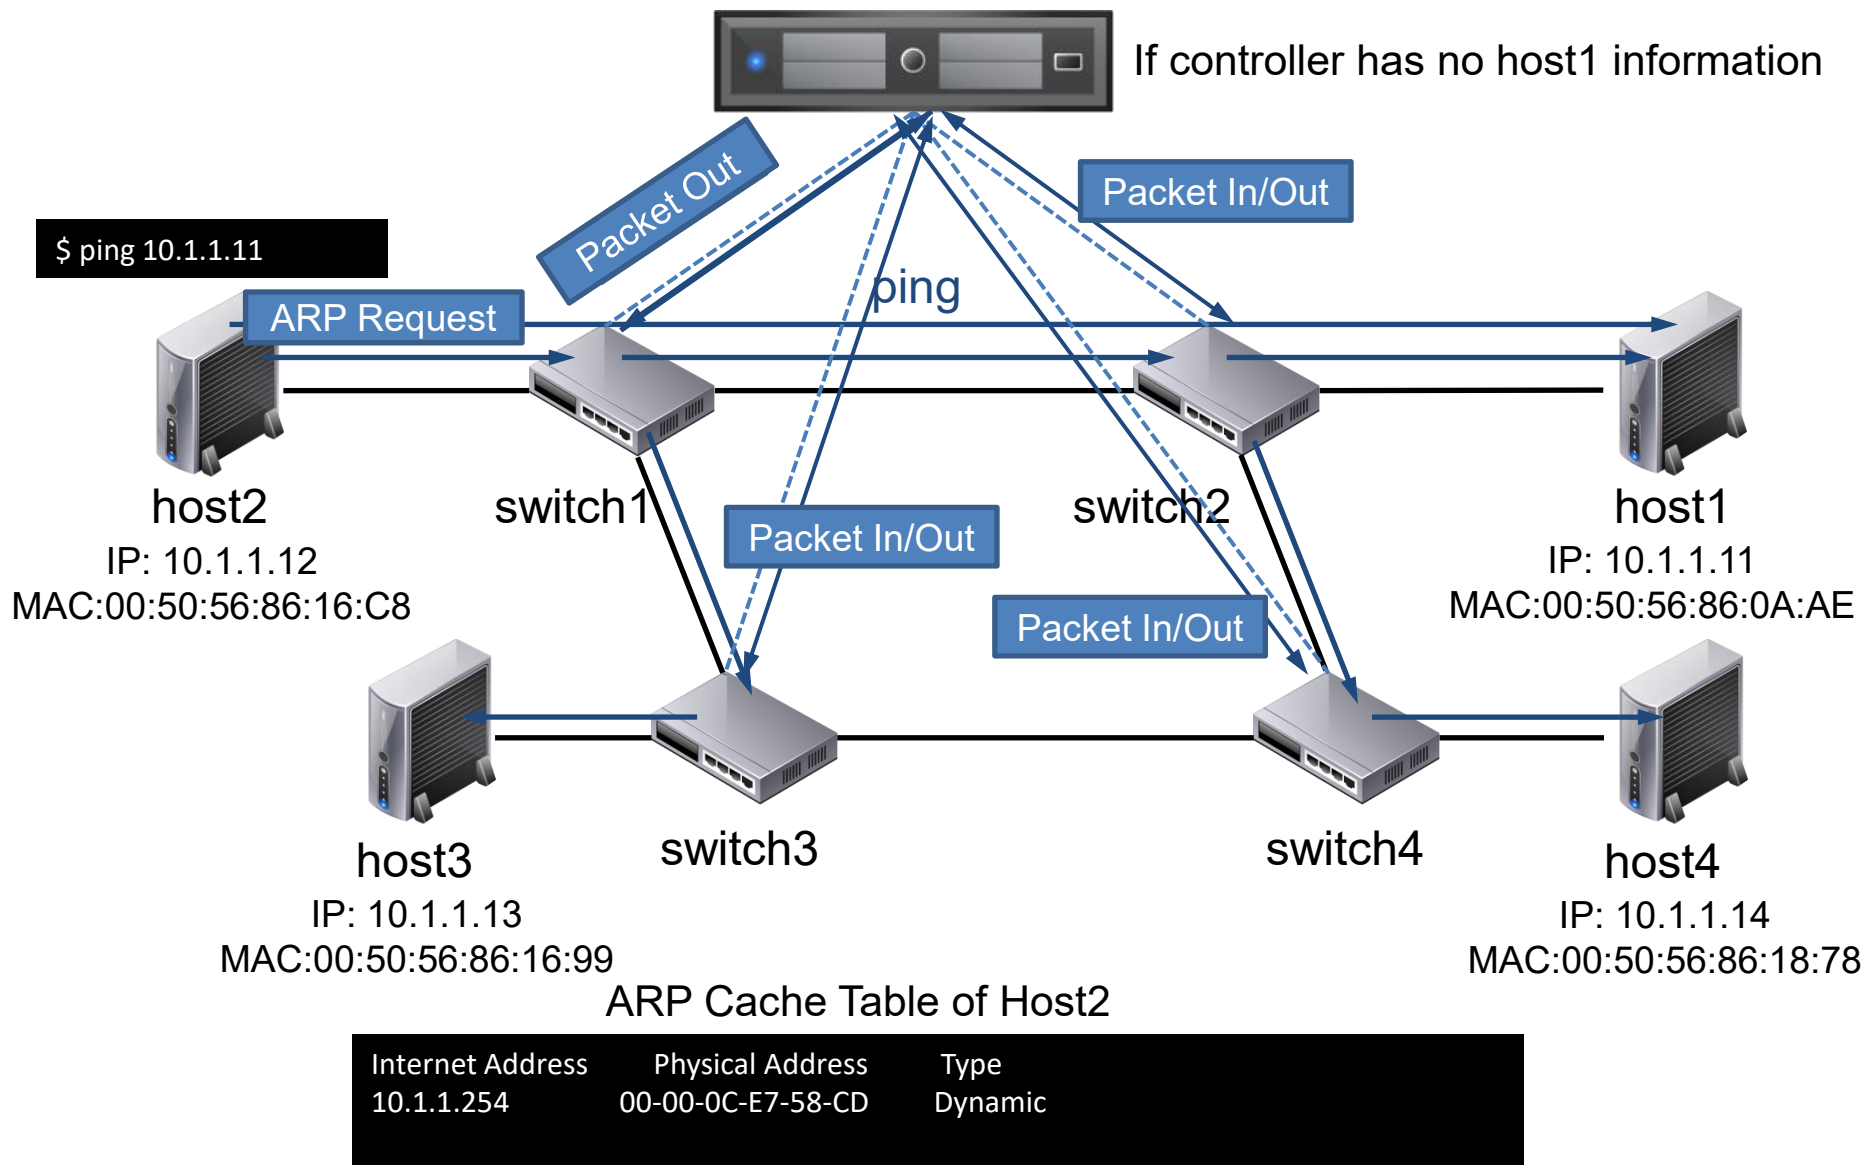 If controller has no host1 information
Packet Out
Packet In/Out
$ ping 10.1.1.11
ping
ARP Request
host2
switch1
switch2
host1
IP: 10.1.1.12
MAC:00:50:56:86:16:C8
Packet In/Out
IP: 10.1.1.11
MAC:00:50:56:86:0A:AE
Packet In/Out
host3
switch3
switch4
host4
IP: 10.1.1.13
MAC:00:50:56:86:16:99
IP: 10.1.1.14
MAC:00:50:56:86:18:78
ARP Cache Table of Host2
Internet Address Physical Address Type
10.1.1.254 00-00-0C-E7-58-CD Dynamic